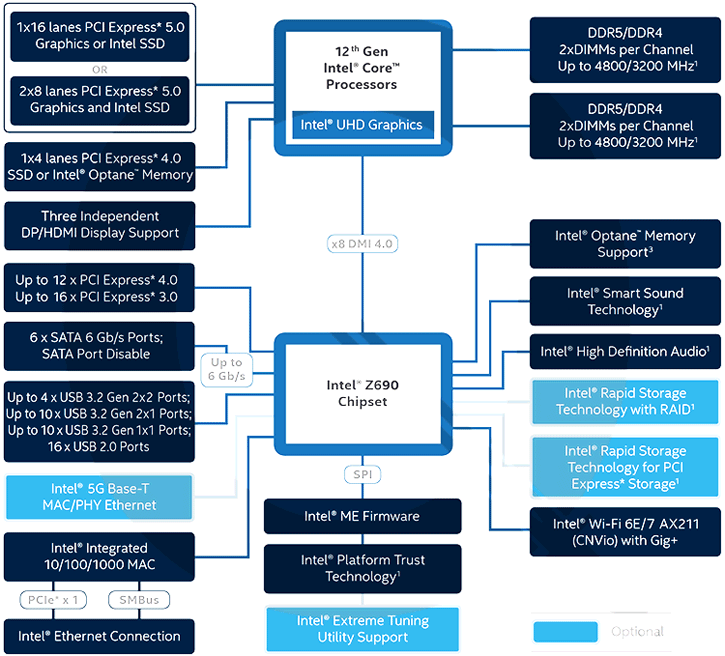 1x16 lanes PCI Express* 5.0
Graphics or Intel SSD
OR
2x8 lanes PCI Express* 5.0
Graphics and Intel SSD
1x4 lanes PCI Express* 4.0
SSD or Intel® Optane™ Memory
Three Independent
DP/HDMI Display Support
12th Gen
Intel® Core™
Processors
Intel® UHD Graphics
DDR5/DDR4
2xDIMMs per Channel
Up to 4800/3200 MHz¹
DDR5/DDR4
2xDIMMs per Channel
Up to 4800/3200 MHz¹
x8 DMI 4.0
Up to 12 x PCI Express* 4.0
Up to 16 x PCI Express* 3.0
6 x SATA 6 Gb/s Ports;
SATA Port Disable
Up to
6 Gb/s
Up to 4 x USB 3.2 Gen 2x2 Ports;
Up to 10 x USB 3.2 Gen 2x1 Ports;
Up to 10 x USB 3.2 Gen 1x1 Ports;
16 x USB 2.0 Ports
Intel® 5G Base-T
MAC/PHY Ethernet
Intel® Integrated
10/100/1000 MAC
PCIe* x 1
SMBus
Intel® Ethernet Connection
Intel® Z690
Chipset
SPI
Intel® ME Firmware
Intel® Platform Trust
Technology¹
Intel® Extreme Tuning
Utility Support
Intel® Optane™ Memory
Support³
Intel® Smart Sound
Technology¹
Intel® High Definition Audio¹
Intel® Rapid Storage
Technology with RAID¹
Intel® Rapid Storage
Technology for PCI
Express* Storage¹
Intel® Wi-Fi 6E/7 AX211
(CNVio) with Gig+
Optional